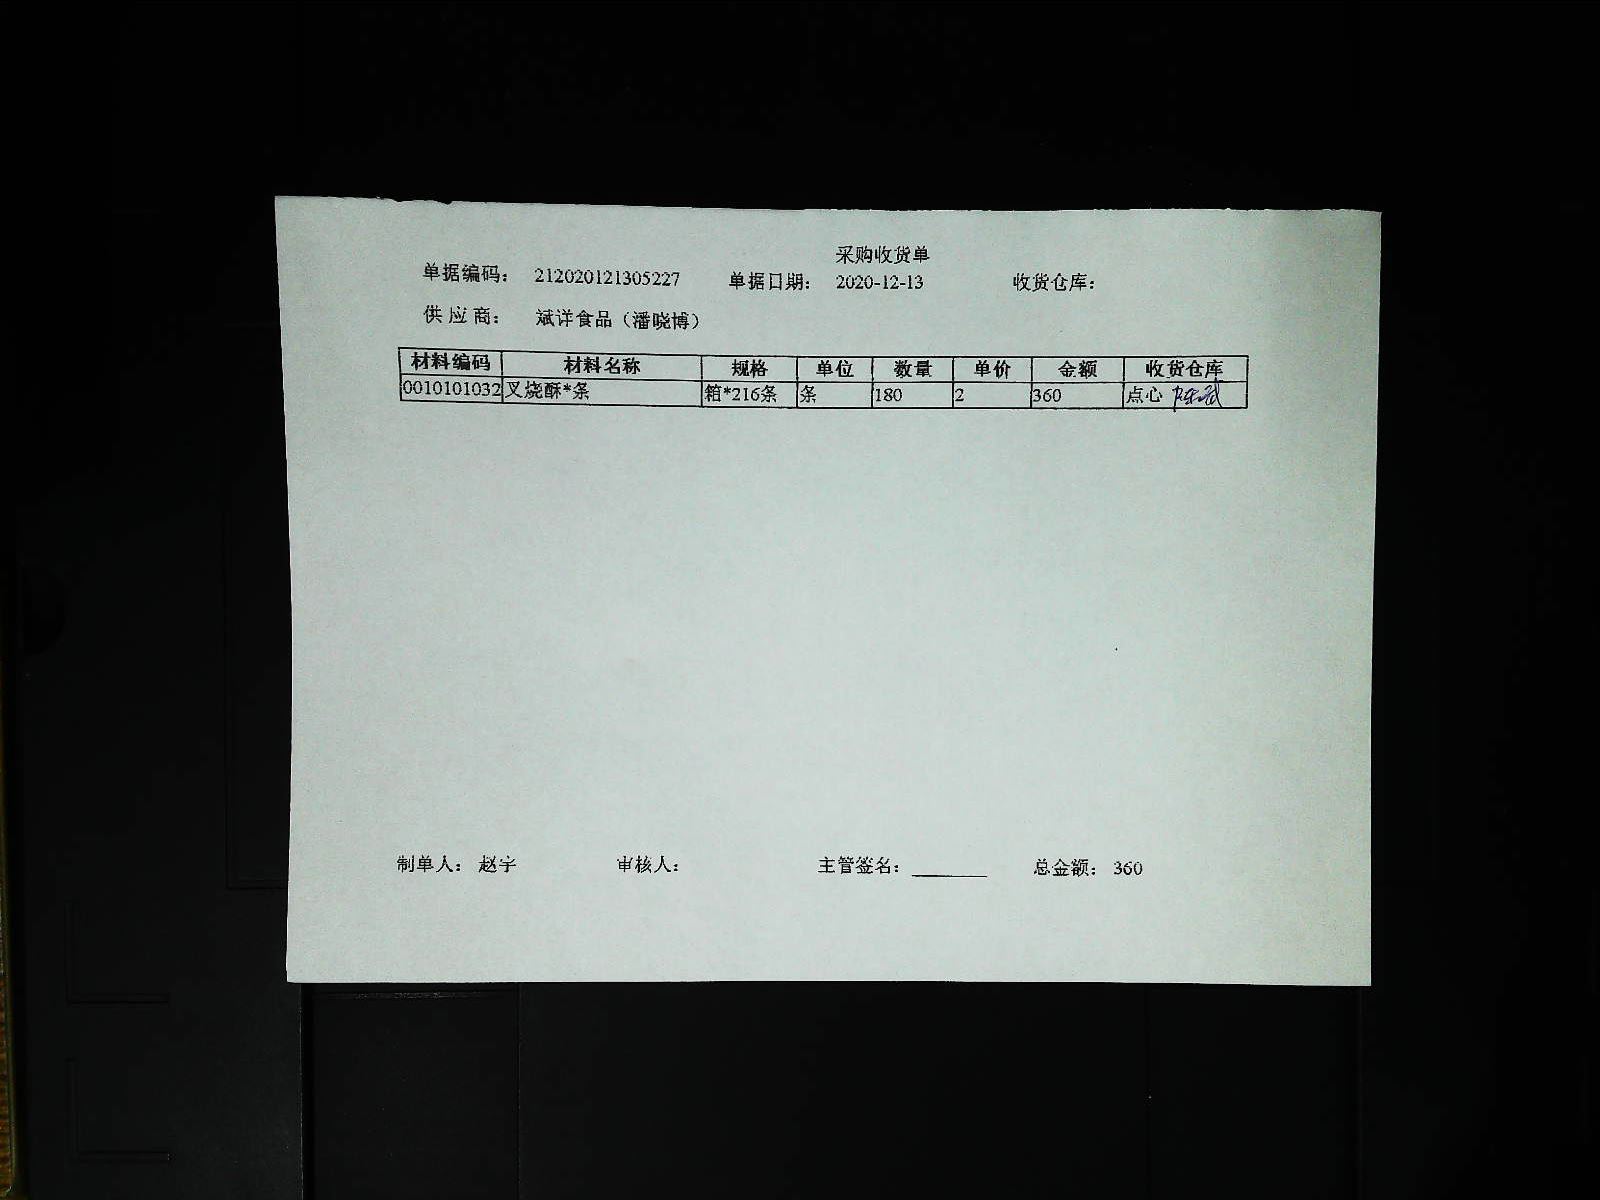 采购收货单
单据编码： 212020121305227 单据日期： 2020-12-13 收货仓库：
供 应 商： 斌详食品（潘晓博）
材料编码 材料名称 规格 单位 数量 单价 金额 收货仓库
0010101032 叉烧酥*条 箱*216条 条 180 2 360 点心
制单人： 赵宇 审核人： 主管签名： 总金额： 360